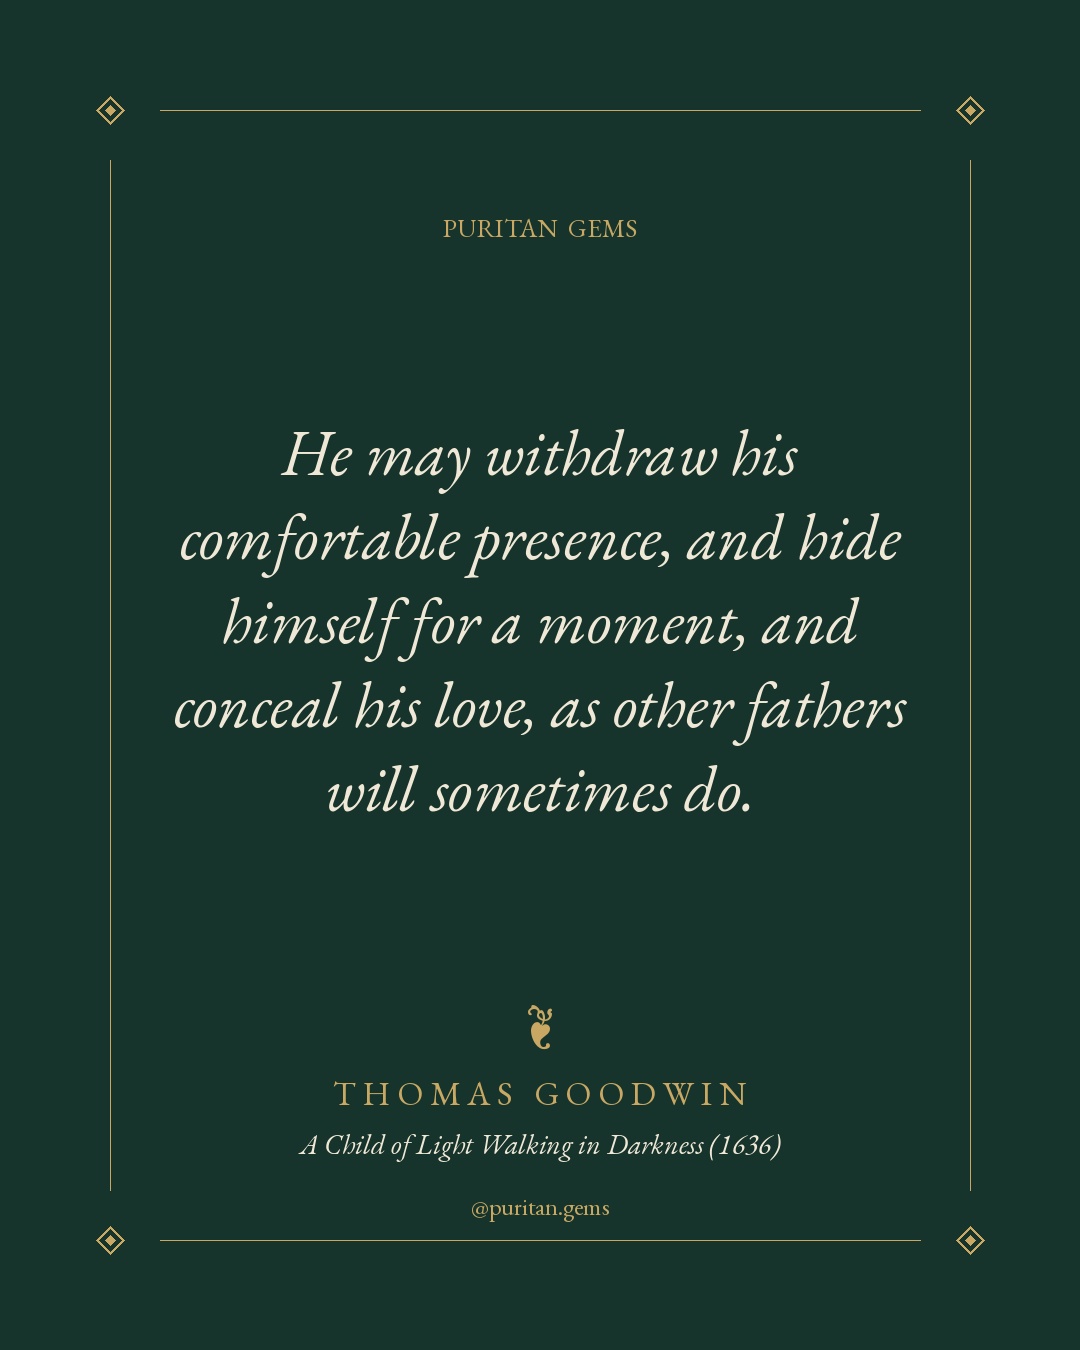 PURITAN GEMS
He may withdraw his
comfortable presence, and hide
himself for a moment, and
conceal his love, as other fathers
will sometimes do.
THOMAS GOODWIN
A Child of Light Walking in Darkness (1636)
@puritan.gems